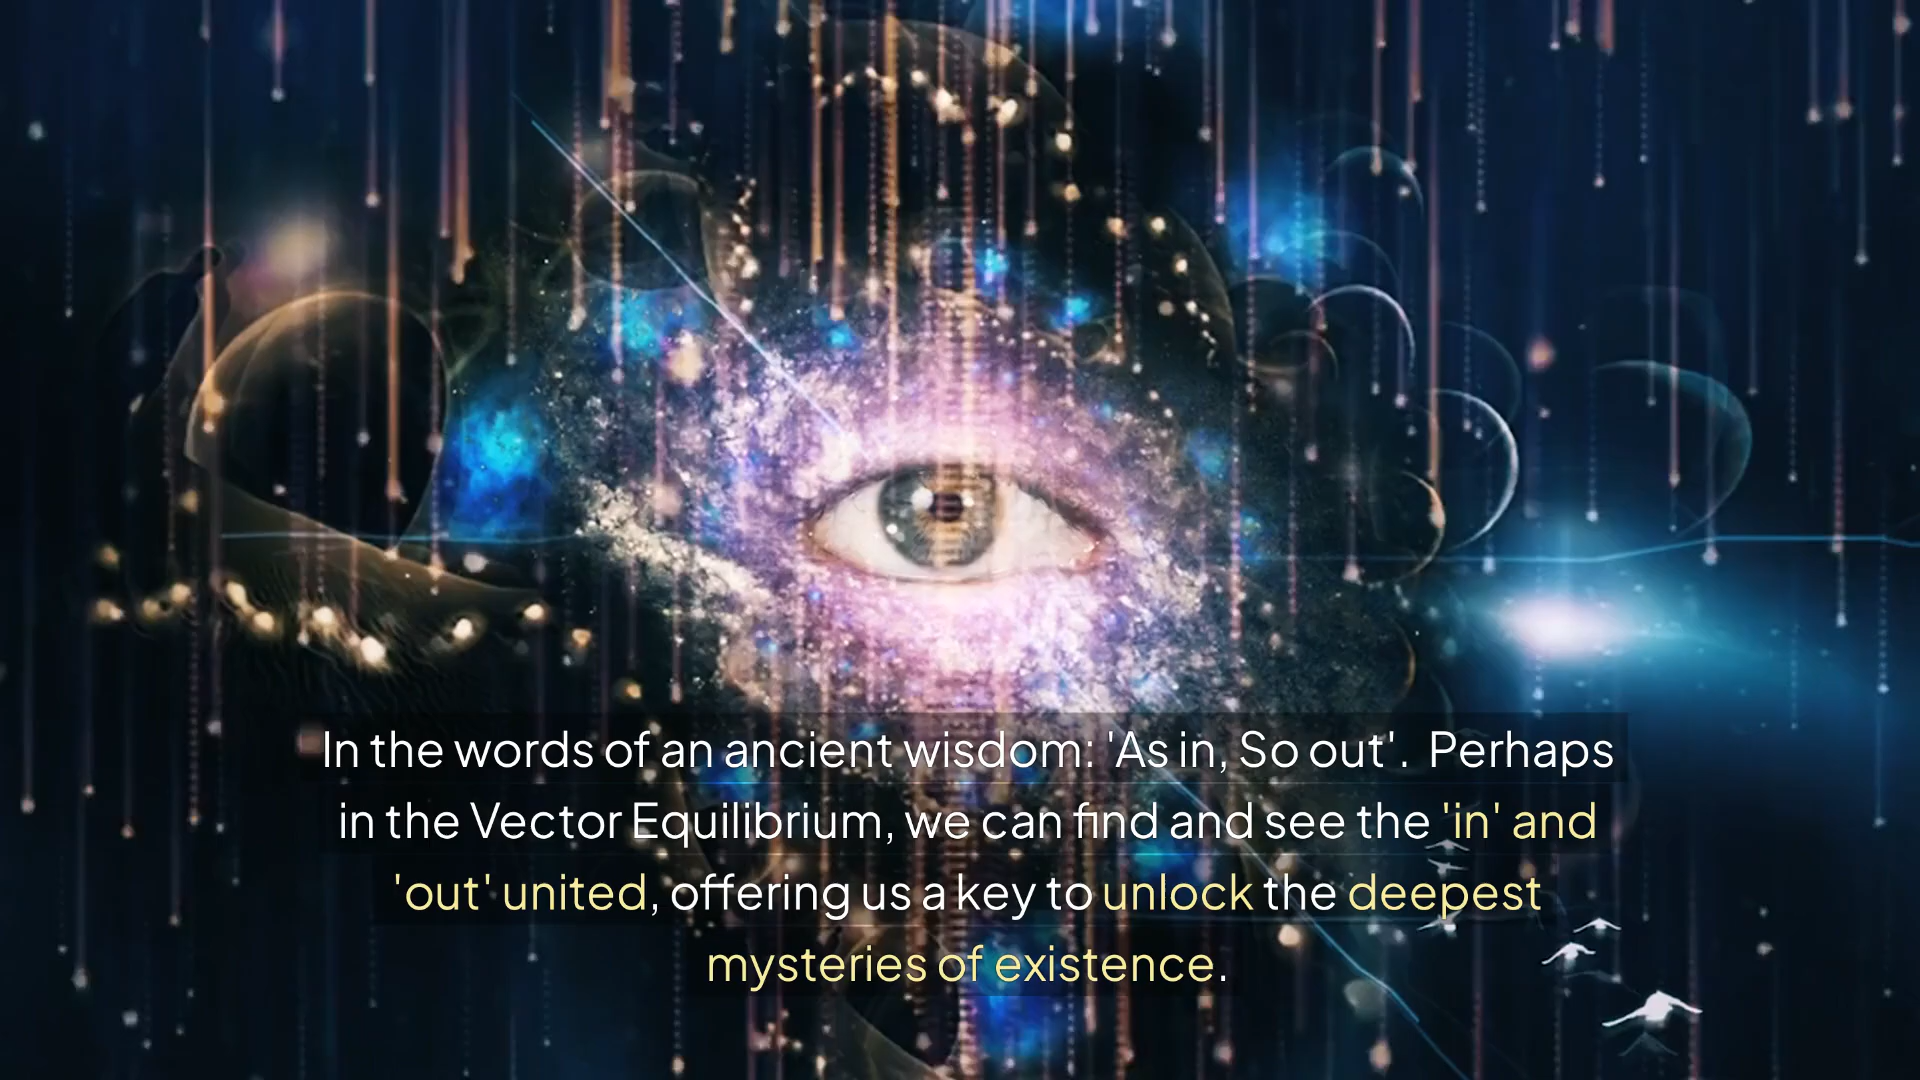 In the words of an ancient wisdom: 'As in, So out'. Perhaps
in the Vector Equilibrium, we can find and see the 'in' and
'out' united, offering us a key to unlock the deepest
mysteries of existence.